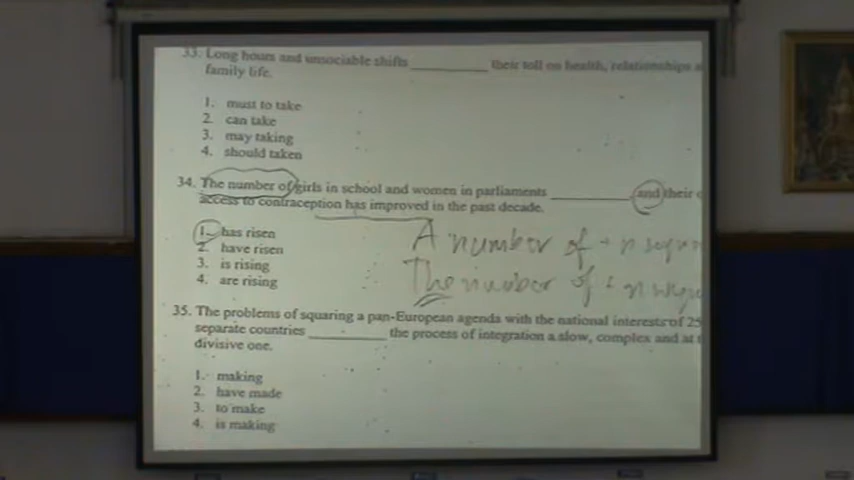 33. Long hours and unsociable shifts __________ their toll on health, relationships a
family life.
1. must to take
2. can take
3. may taking
4. should taken
34. The number of girls in school and women in parliaments __________ and their
access to contraception has improved in the past decade.
1. has risen
2. have risen
3. is rising
4. are rising
A number of + n
The number of + n
35. The problems of squaring a pan-European agenda with the national interests of 25
separate countries __________ the process of integration a slow, complex and at
divisive one.
1. making
2. have made
3. to make
4. is making